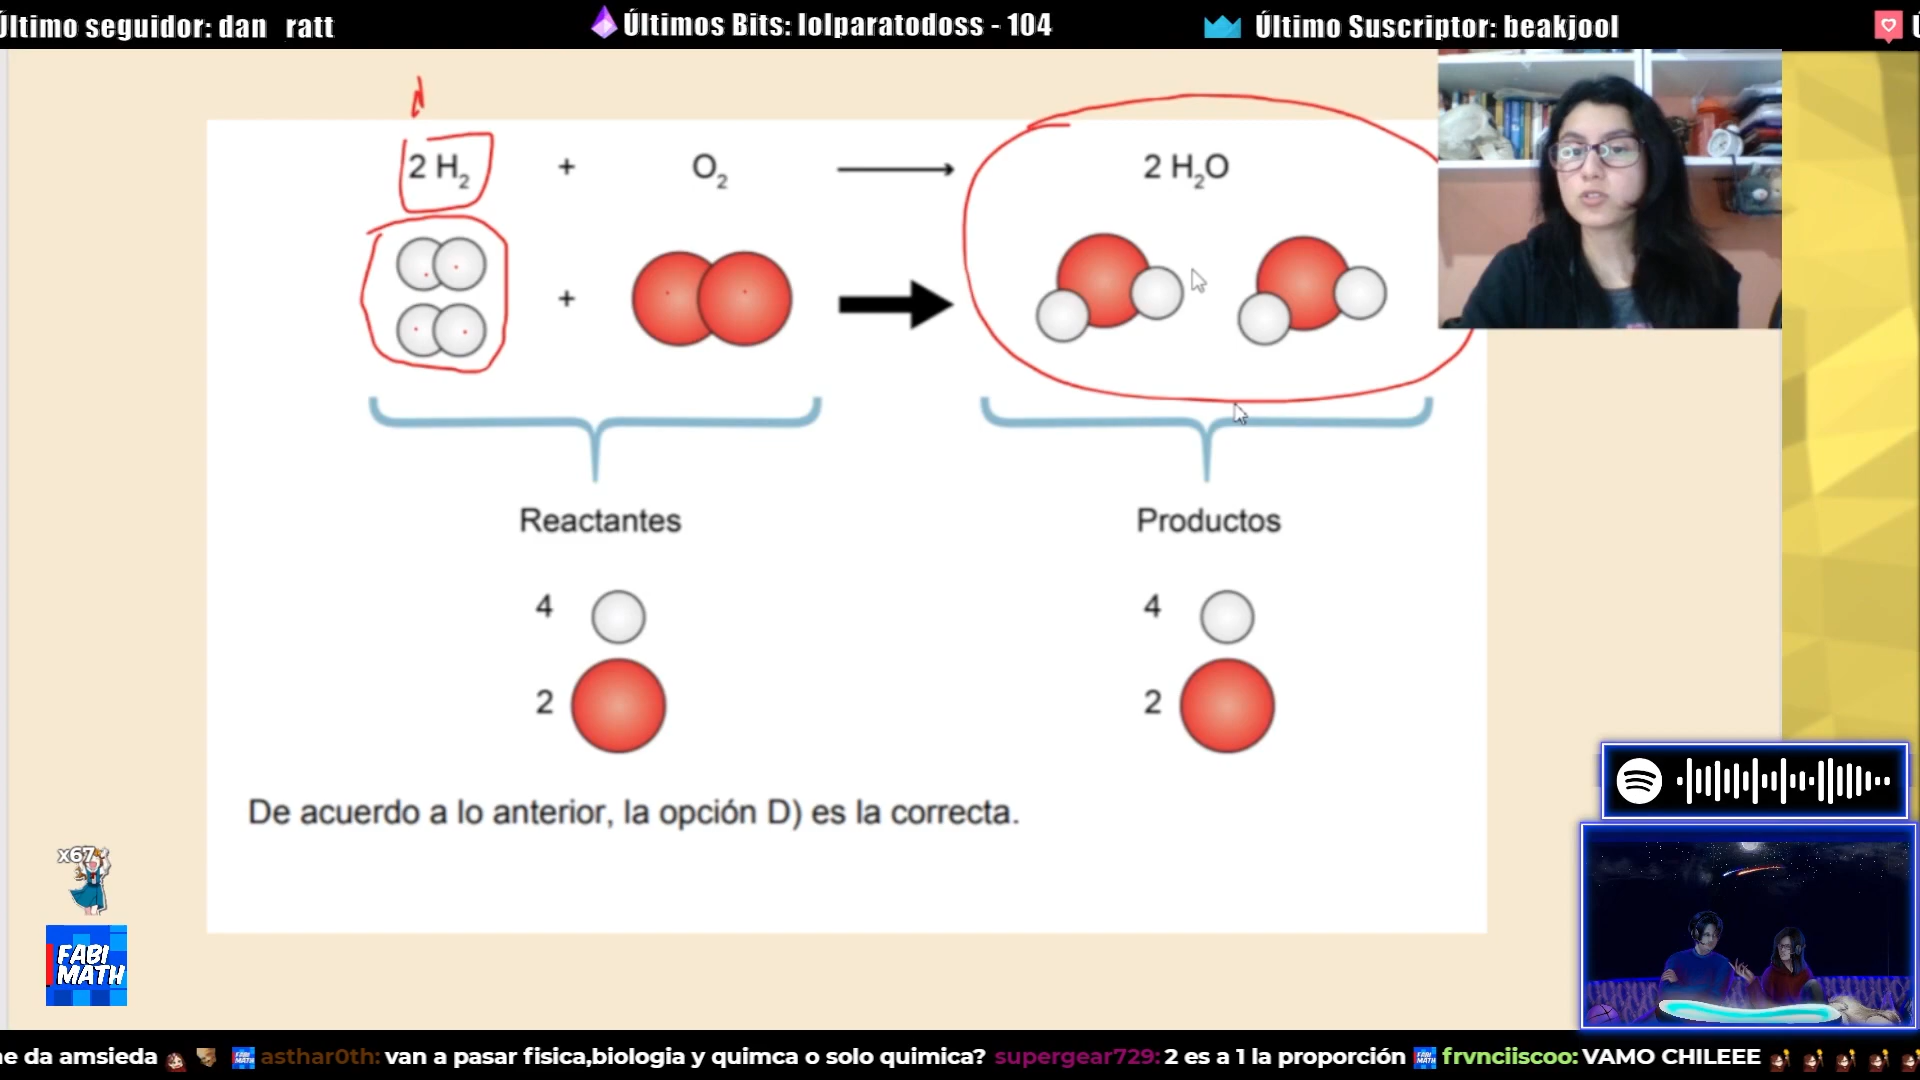 Último seguidor: dan_ratt
Últimos Bits: lolparatodoss - 104
Último Suscriptor: beakjool
2 H₂ + O₂ → 2 H₂O
+
Reactantes
Productos
4
4
2
2
De acuerdo a lo anterior, la opción D) es la correcta.
x67
FABI
MATH
da amsieda asthar0th: van a pasar fisica,biologia y quimca o solo quimica? supergear729: 2 es a 1 la proporción frvnciiscoo: VAMO CHILEEE